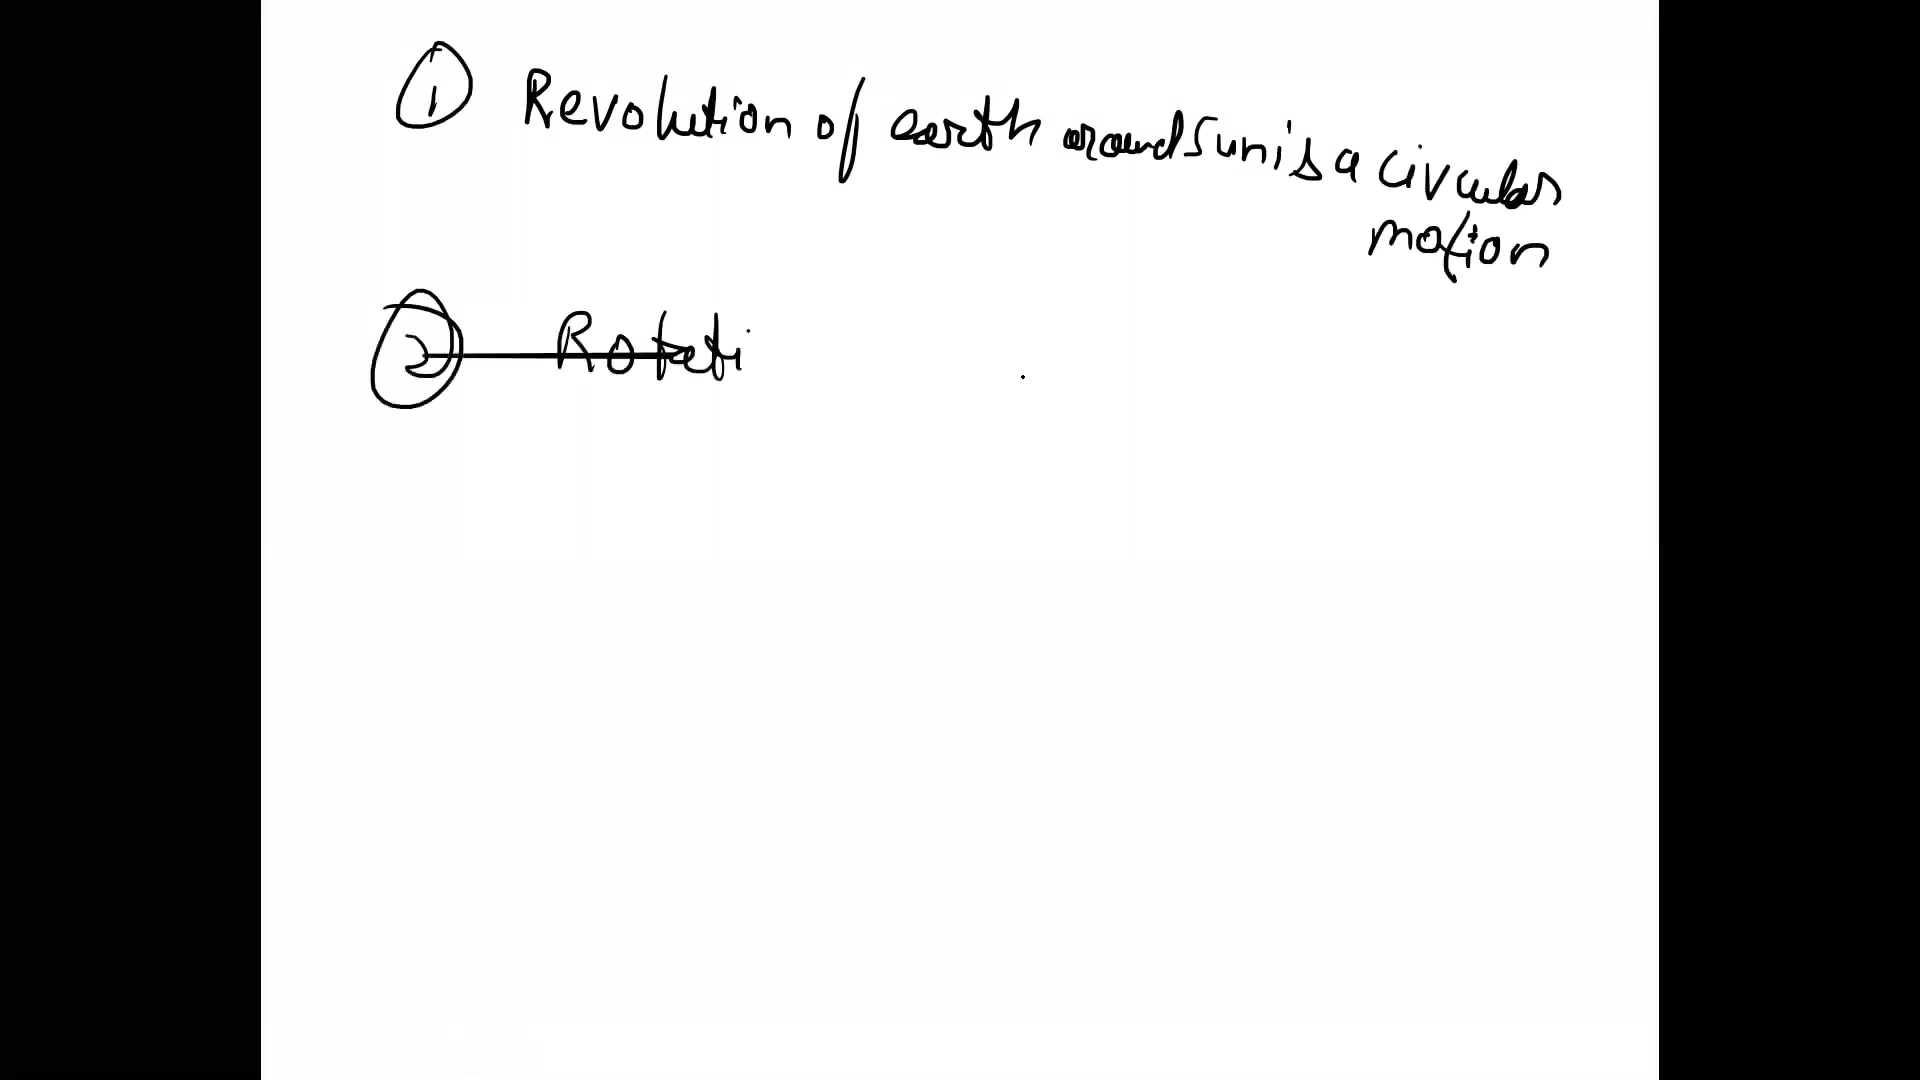 ① Revolution of earth around Sun is a circular
motion
② Rotati